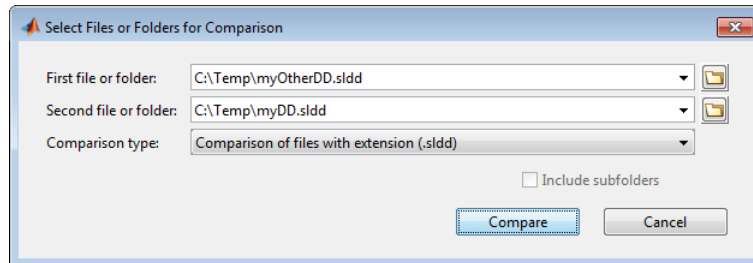 Select Files or Folders for Comparison
First file or folder: C:\Temp\myOtherDD.sldd
Second file or folder: C:\Temp\myDD.sldd
Comparison type: Comparison of files with extension (.sldd)
Include subfolders
Compare Cancel